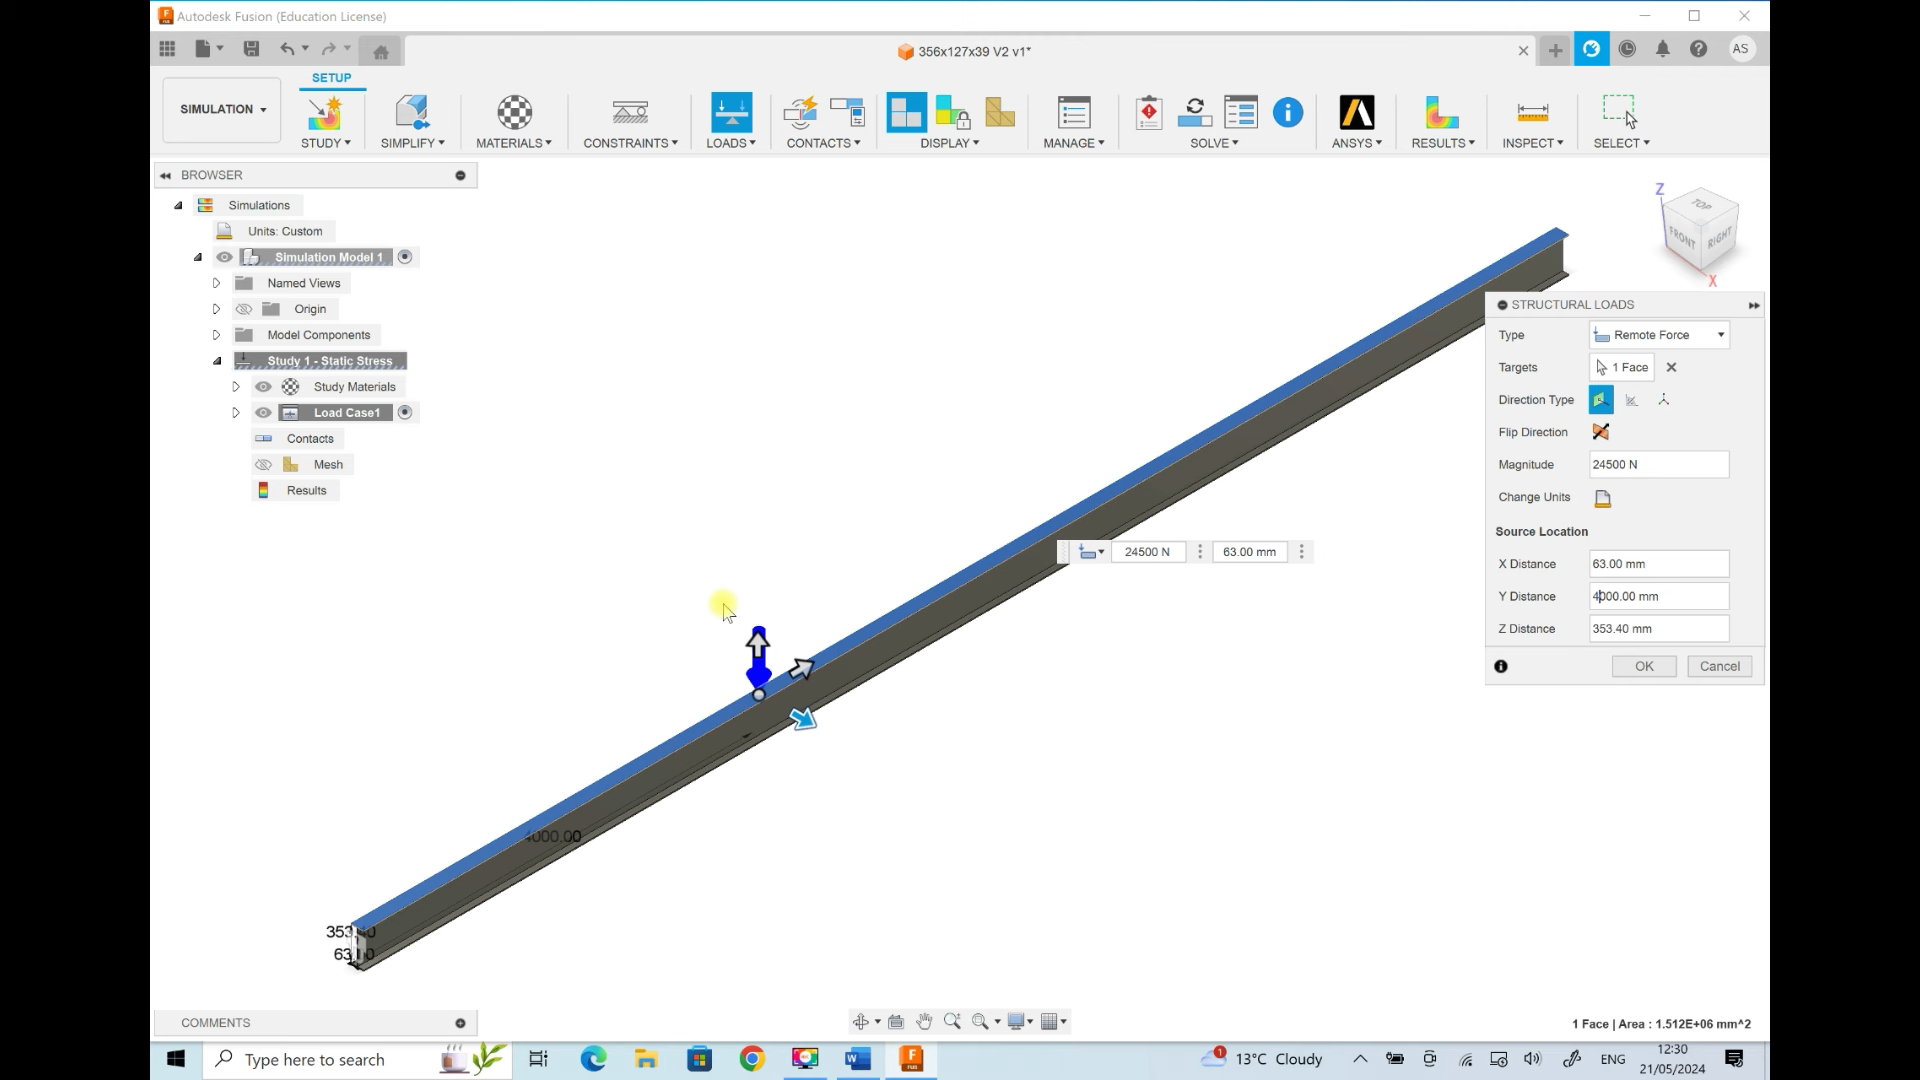 Autodesk Fusion (Education License)
356x127x39 V2 v1*
AS
SETUP
SIMULATION
STUDY
SIMPLIFY
MATERIALS
CONSTRAINTS
LOADS
CONTACTS
DISPLAY
MANAGE
SOLVE
ANSYS
RESULTS
INSPECT
SELECT
BROWSER
Simulations
Units: Custom
Simulation Model 1
Named Views
Origin
Model Components
Study 1 - Static Stress
Study Materials
Load Case1
Contacts
Mesh
Results
Z
TOP
FRONT
RIGHT
X
STRUCTURAL LOADS
Type Remote Force
Targets 1 Face
Direction Type
Flip Direction
Magnitude 24500 N
Change Units
Source Location
X Distance 63.00 mm
Y Distance 4000.00 mm
Z Distance 353.40 mm
OK Cancel
24500 N 63.00 mm
4000.00
COMMENTS
1 Face | Area : 1.512E+06 mm^2
Type here to search
1
13°C Cloudy
ENG
12:30
21/05/2024